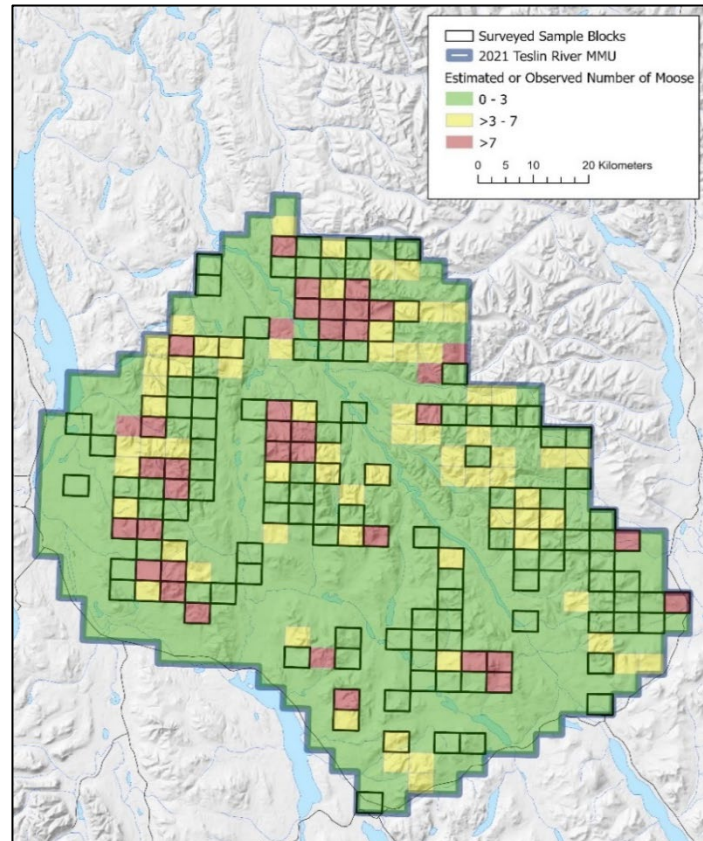 Surveyed Sample Blocks
2021 Teslin River MMU
Estimated or Observed Number of Moose
0 - 3
>3 - 7
>7
0 5 10 20 Kilometers